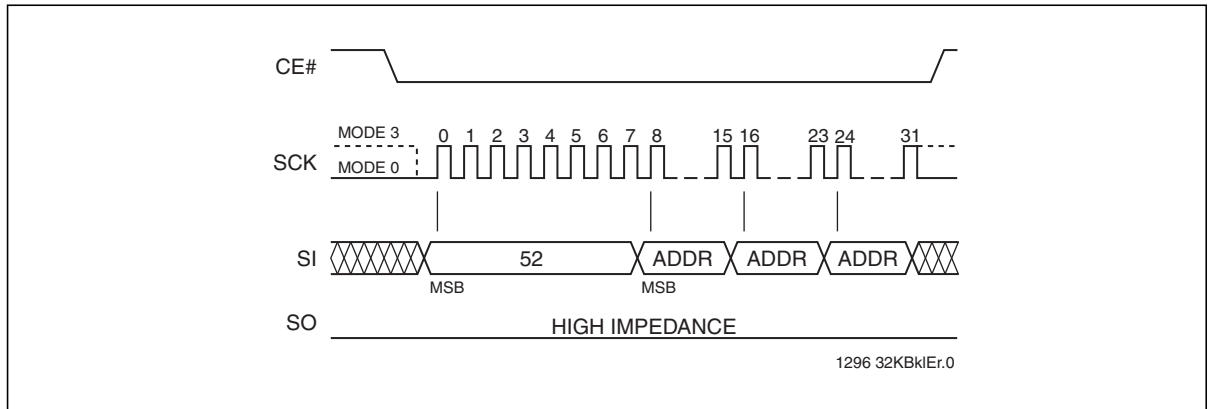 CE#
MODE 3
0 1 2 3 4 5 6 7 8 15 16 23 24 31
SCK
MODE 0
SI 52 ADDR ADDR ADDR
MSB MSB
SO HIGH IMPEDANCE
1296 32KBklEr.0